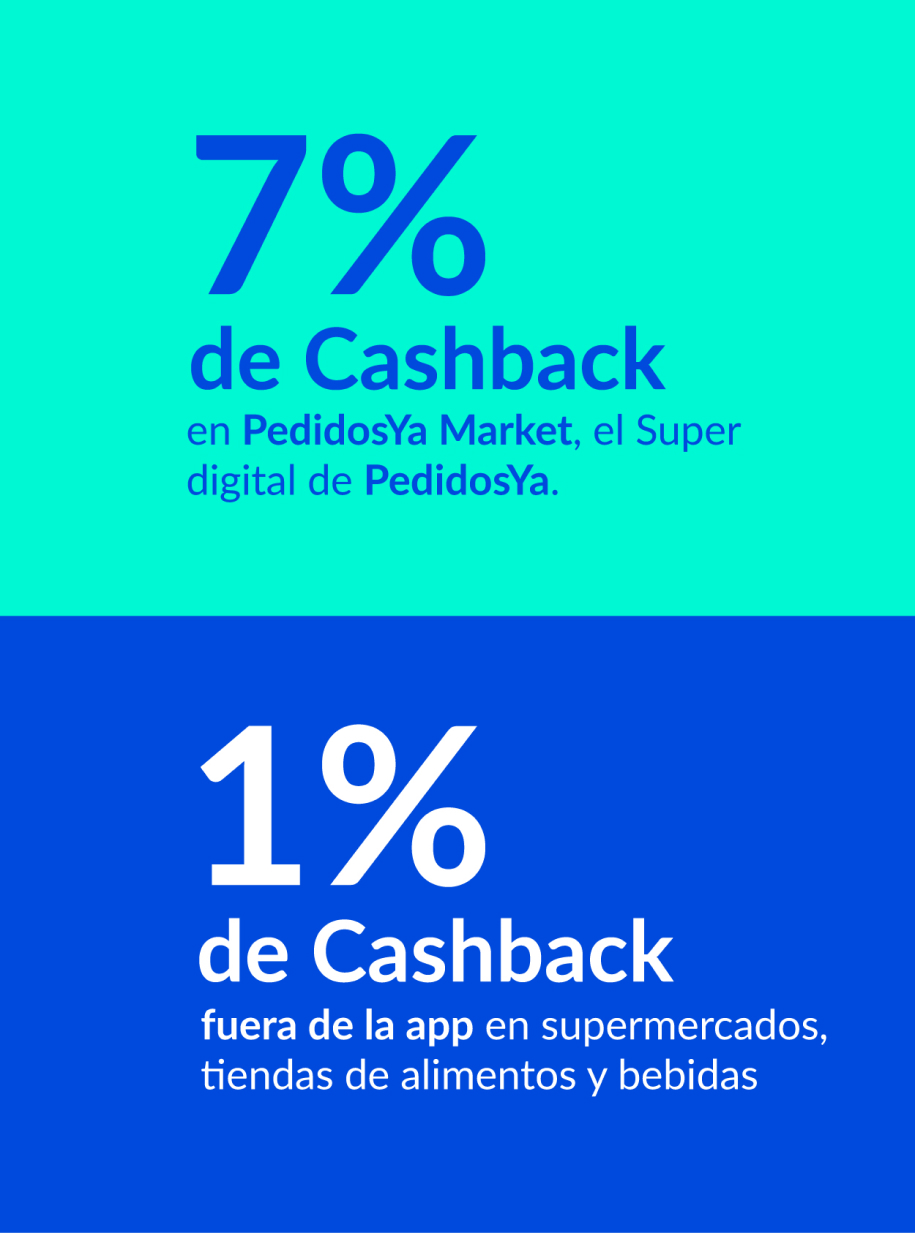 7%
de Cashback
en PedidosYa Market, el Super
digital de PedidosYa.
1%
de Cashback
fuera de la app en supermercados,
tiendas de alimentos y bebidas